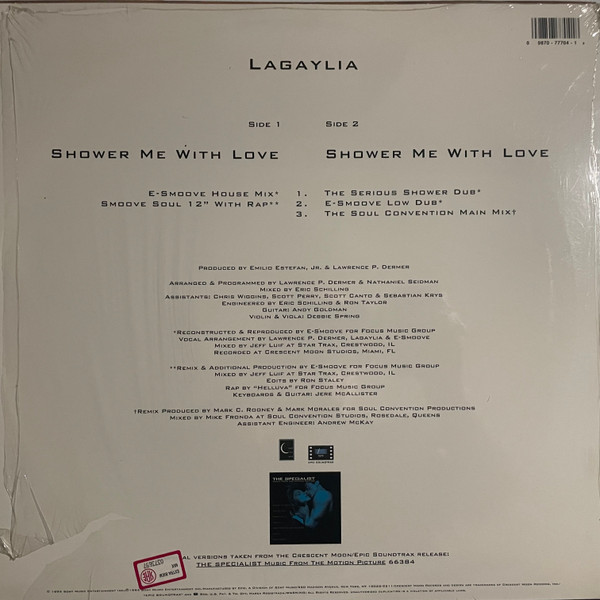 LAGAYLIA
SIDE 1
SIDE 2
SHOWER ME WITH LOVE
SHOWER ME WITH LOVE
E-SMOOVE HOUSE MIX* 1. THE SERIOUS SHOWER DUB*
SMOOVE SOUL 12" WITH RAP** 2. E-SMOOVE LOW DUB*
3. THE SOUL CONVENTION MAIN MIX†
PRODUCED BY EMILIO ESTEFAN, JR. & LAWRENCE P. DERMER
ARRANGED & PROGRAMMED BY LAWRENCE P. DERMER & NATHANIEL SEIDMAN
MIXED BY ERIC SCHILLING
ASSISTANTS: CHRIS WIGGINS, SCOTT PERRY, SCOTT CANTO & SEBASTIAN KRYS
ENGINEERED BY ERIC SCHILLING & RON TAYLOR
GUITAR: ANDY GOLDMAN
VIOLIN & VIOLA: DEBBIE SPRING
*RECONSTRUCTED & REPRODUCED BY E-SMOOVE FOR FOCUS MUSIC GROUP
VOCAL ARRANGEMENT BY LAWRENCE P. DERMER, LAGAYLIA & E-SMOOVE
MIXED BY JEFF LUIF AT STAR TRAX, CRESTWOOD, IL
RECORDED AT CRESCENT MOON STUDIOS, MIAMI, FL
**REMIX & ADDITIONAL PRODUCTION BY E-SMOOVE FOR FOCUS MUSIC GROUP
MIXED BY JEFF LUIF AT STAR TRAX, CRESTWOOD, IL
EDITS BY RON STALEY
RAP BY "HELLUVA" FOR FOCUS MUSIC GROUP
KEYBOARDS & GUITAR: JERE MCALLISTER
†REMIX PRODUCED BY MARK C. ROONEY & MARK MORALES FOR SOUL CONVENTION PRODUCTIONS
MIXED BY MIKE FRONDA AT SOUL CONVENTION STUDIOS, ROSEDALE, QUEENS
ASSISTANT ENGINEER: ANDREW MCKAY
THE SPECIALIST
AL VERSIONS TAKEN FROM THE CRESCENT MOON/EPIC SOUNDTRAX RELEASE:
THE SPECIALIST MUSIC FROM THE MOTION PICTURE 66384